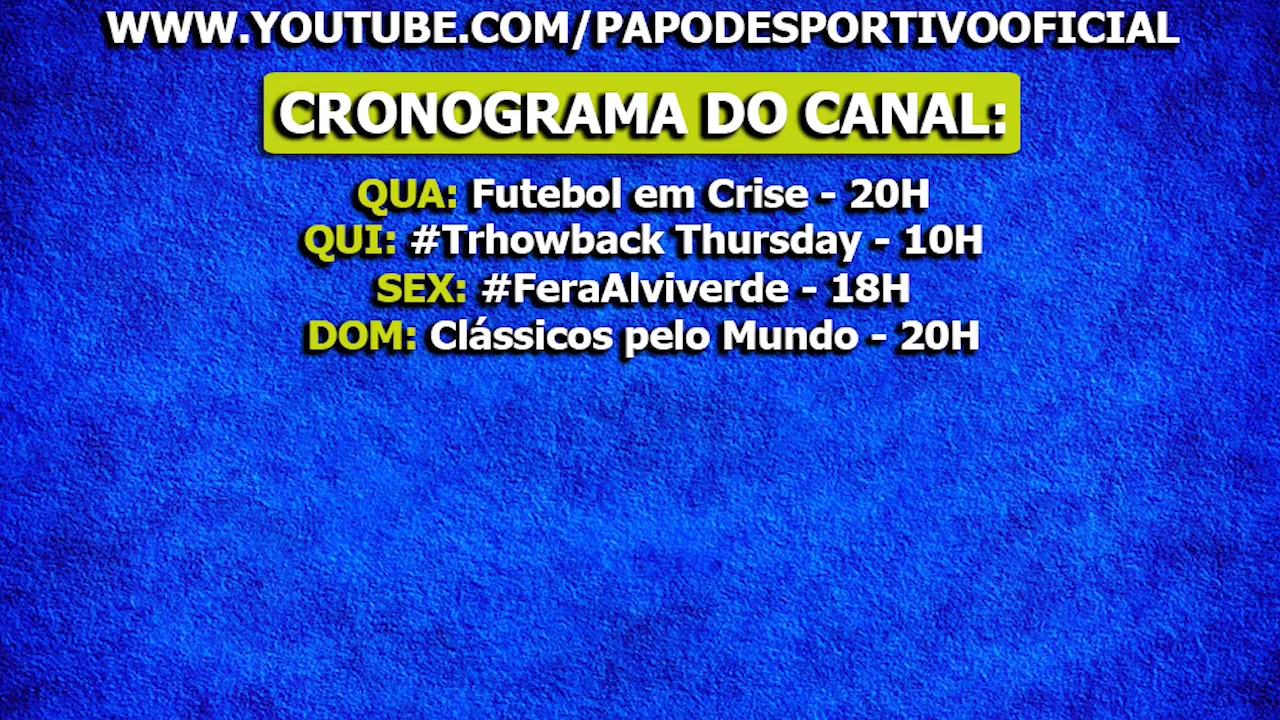 WWW.YOUTUBE.COM/PAPODESPORTIVOOFICIAL
CRONOGRAMA DO CANAL:
QUA: Futebol em Crise - 20H
QUI: #Trhowback Thursday - 10H
SEX: #FeraAlviverde - 18H
DOM: Clássicos pelo Mundo - 20H